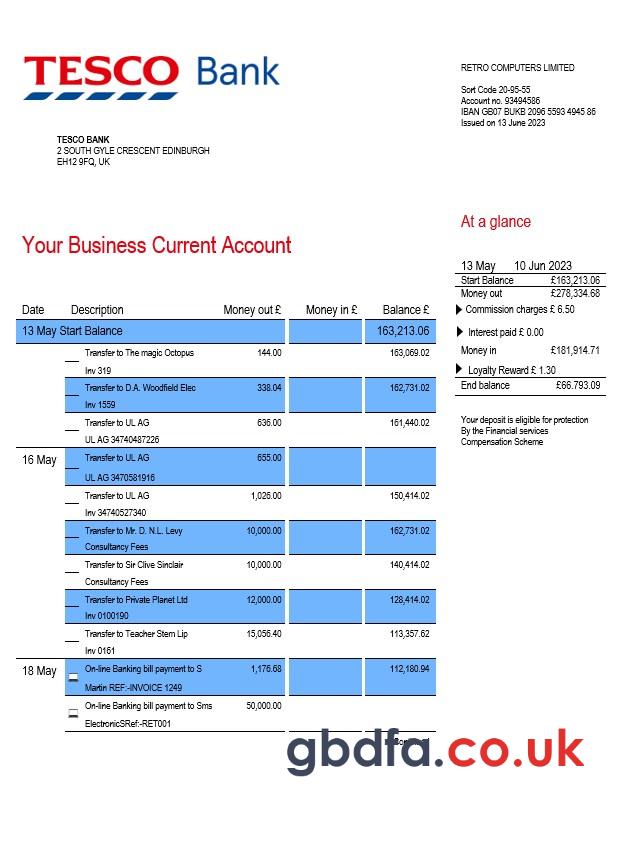 TESCO Bank
RETRO COMPUTERS LIMITED
Sort Code 20-95-55
Account no. 93494586
IBAN GB07 BUKB 2096 5593 4945 86
Issued on 13 June 2023
TESCO BANK
2 SOUTH GYLE CRESCENT EDINBURGH
EH12 9FQ, UK
At a glance
Your Business Current Account
13 May 10 Jun 2023
Start Balance £163,213.06
Money out £278,334.68
Commission charges £ 6.50
Interest paid £ 0.00
Money in £181,914.71
Loyalty Reward £ 1.30
End balance £66.793.09
Your deposit is eligible for protection
By the Financial services
Compensation Scheme
Date Description Money out £ Money in £ Balance £
13 May Start Balance 163,213.06
Transfer to The magic Octopus 144.00 163,069.02
Inv 319
Transfer to D.A. Woodfield Elec 338.04 162,731.02
Inv 1559
Transfer to UL AG 636.00 161,440.02
UL AG 34740487226
16 May Transfer to UL AG 655.00
UL AG 3470581916
Transfer to UL AG 1,026.00 150,414.02
Inv 34740527340
Transfer to Mr. D. N.L. Levy 10,000.00 162,731.02
Consultancy Fees
Transfer to Sir Clive Sinclair 10,000.00 140,414.02
Consultancy Fees
Transfer to Private Planet Ltd 12,000.00 128,414.02
Inv 0100190
Transfer to Teacher Stem Lip 15,056.40 113,357.62
Inv 0161
18 May On-line Banking bill payment to S 1,176.68 112,180.94
Martin REF:-INVOICE 1249
On-line Banking bill payment to Sms 50,000.00
ElectronicSRef:-RET001
gbdfa.co.uk